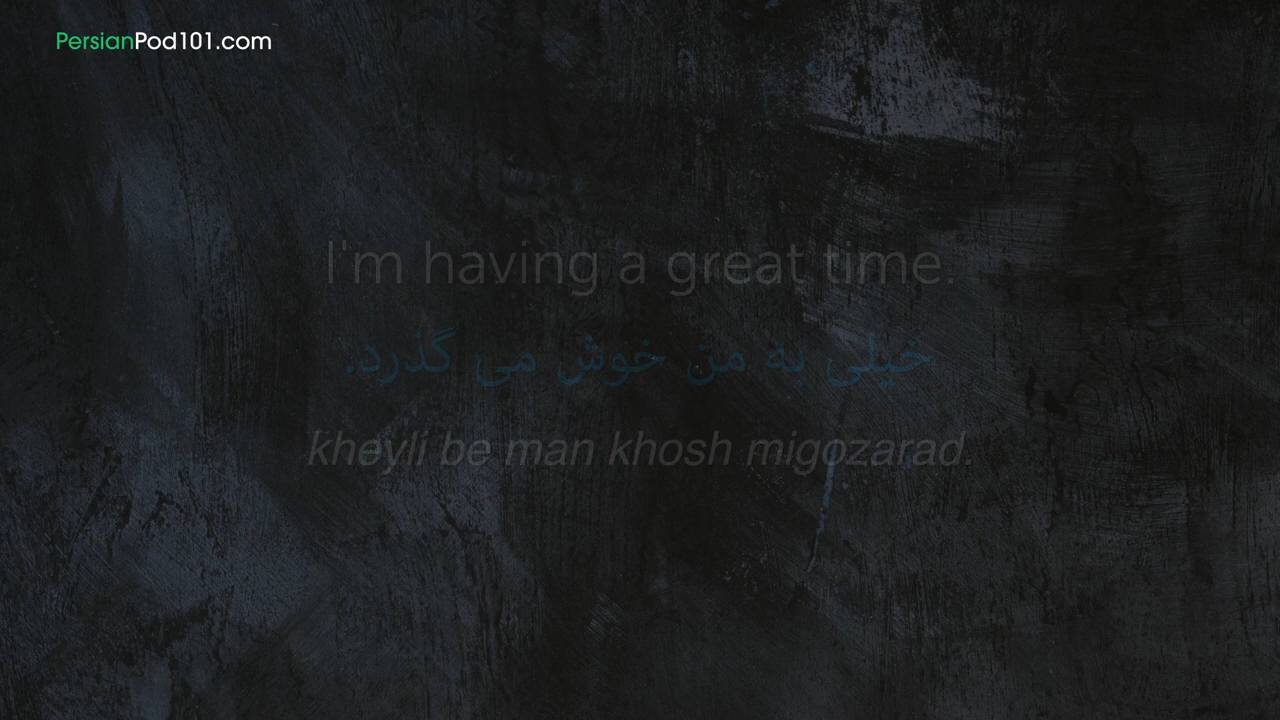 PersianPod101.com
I'm having a great time.
خیلی به من خوش می گذرد.
kheyli be man khosh migozarad.